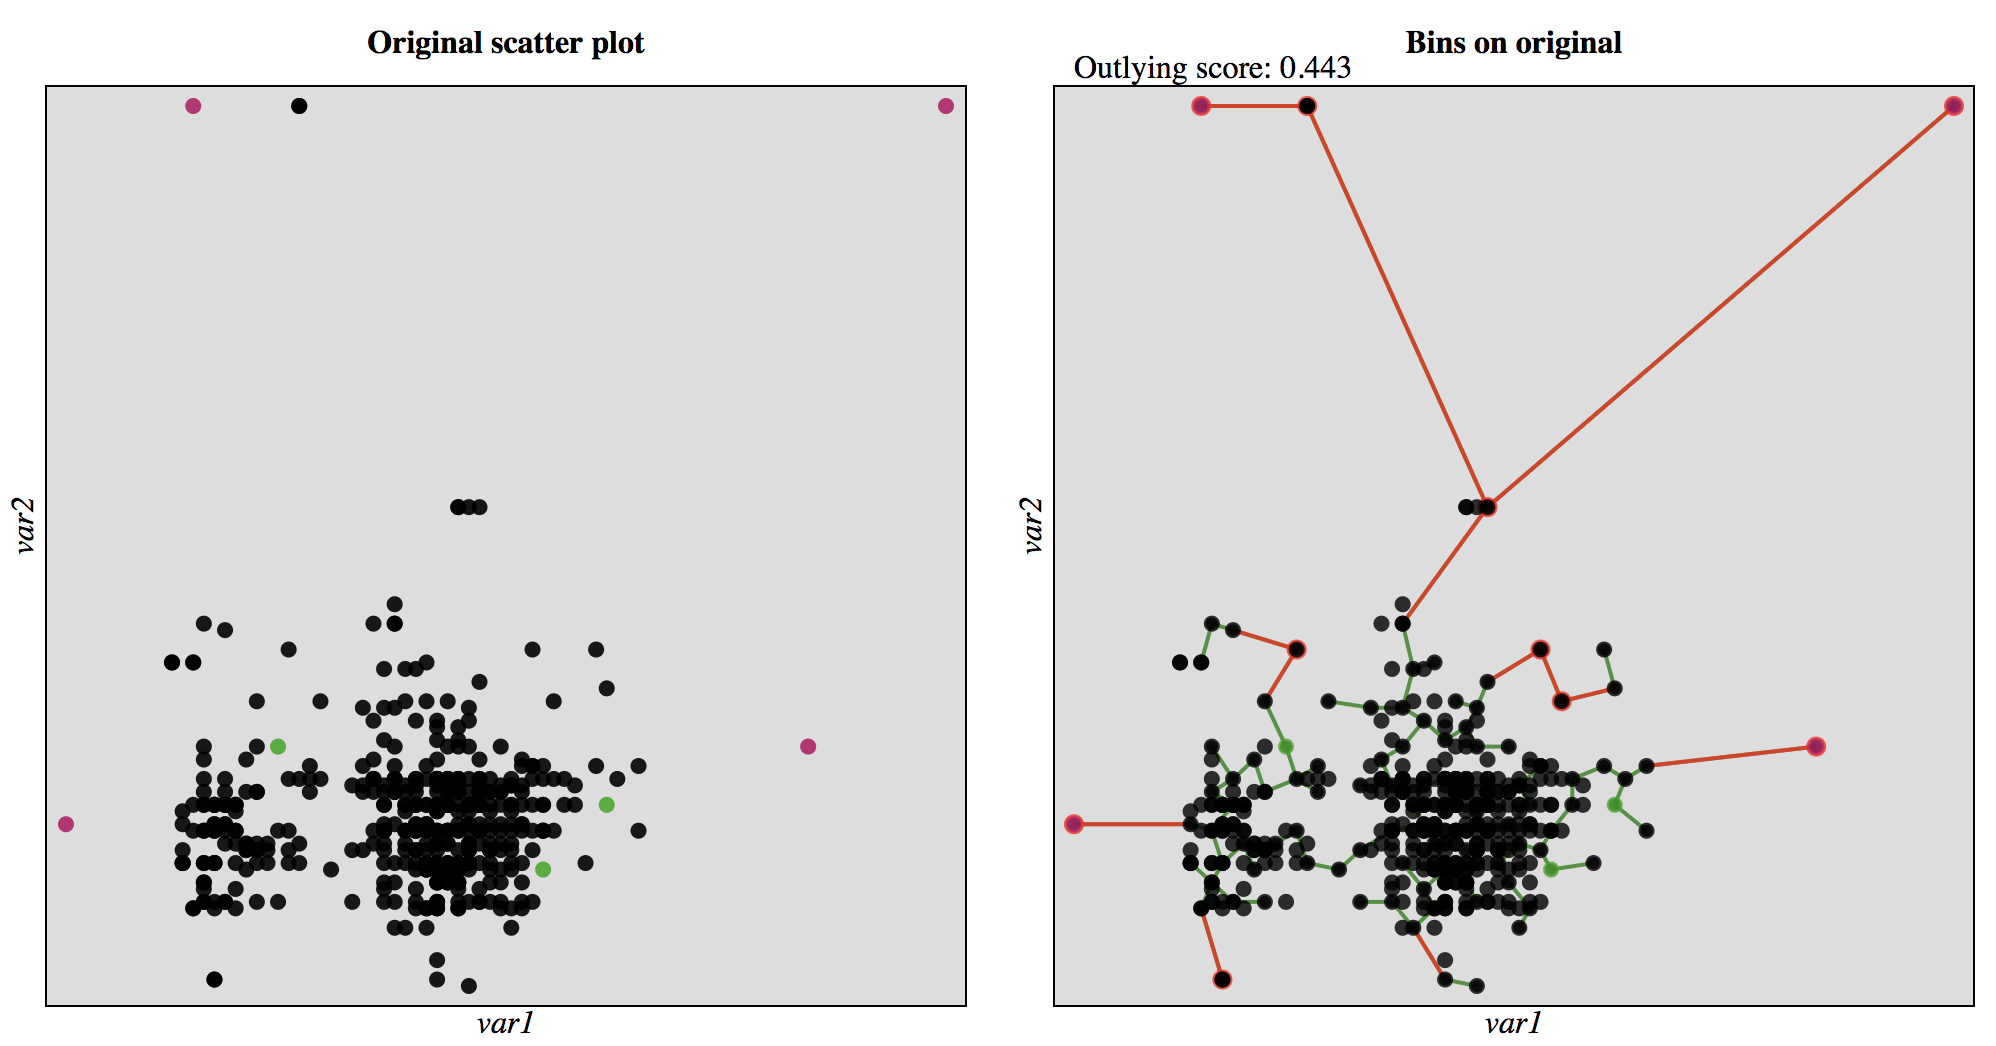 Original scatter plot
Bins on original
Outlying score: 0.443
var2
var2
var1
var1